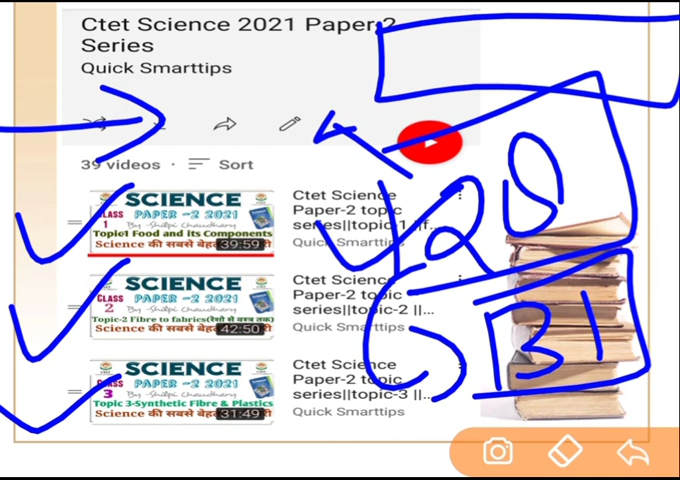 Ctet Science 2021 Paper-2
Series
Quick Smarttips
39 videos · Sort
SCIENCE
CLASS PAPER -2 2021
1 By -Shilpi Chaudhary
Topic1 Food and its Components
Science की सबसे 39:59
Ctet Science
Paper-2 topic
series||topic-1 ||f...
Quick Smarttips
SCIENCE
CLASS PAPER -2 2021
2 By -Shilpi Chaudhary
Topic-2 Fibre to fabrics(रेशो से वस्त्र तक)
Science की सबसे 42:50
Ctet Science
Paper-2 topic
series||topic-2 ||...
Quick Smarttips
SCIENCE
CLASS PAPER -2 2021
3 By -Shilpi Chaudhary
Topic 3-Synthetic Fibre & Plastics
Science की सबसे 31:49
Ctet Science
Paper-2 topic
series||topic-3 ||...
Quick Smarttips